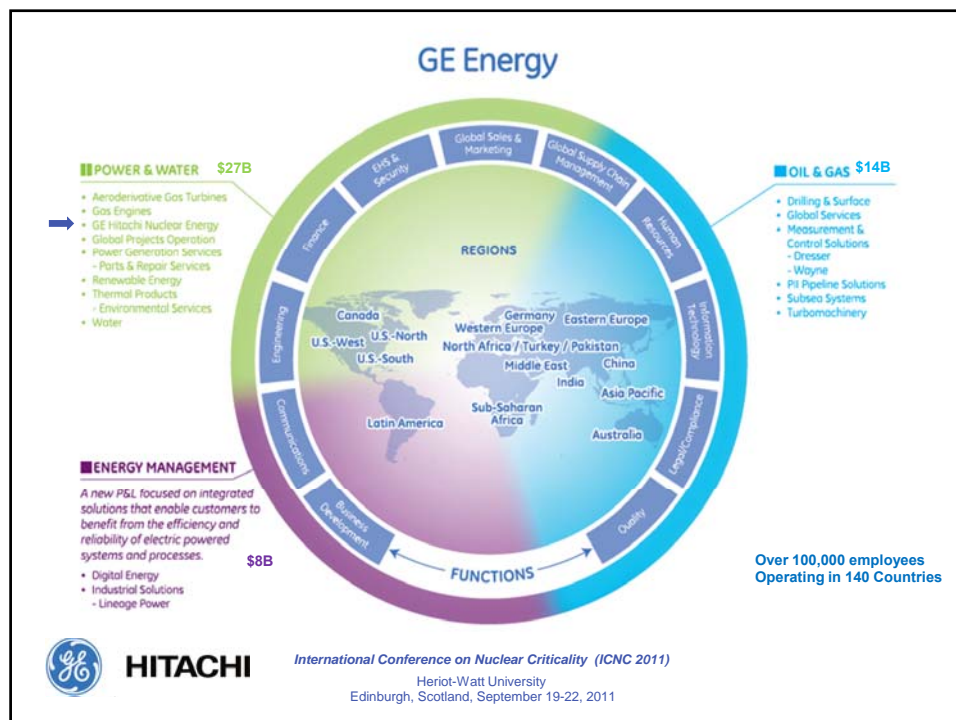 GE Energy
POWER & WATER $27B
• Aeroderivative Gas Turbines
• Gas Engines
• GE Hitachi Nuclear Energy
• Global Projects Operation
• Power Generation Services
- Parts & Repair Services
• Renewable Energy
• Thermal Products
- Environmental Services
• Water
OIL & GAS $14B
• Drilling & Surface
• Global Services
• Measurement &
Control Solutions
- Dresser
- Wayne
• PII Pipeline Solutions
• Subsea Systems
• Turbomachinery
Communications
Engineering
Finance
EHS &
Security
Global Sales &
Marketing
Global Supply Chain
Management
Human
Resources
Information
Technology
Legal/Compliance
Quality
Business
Development
FUNCTIONS
REGIONS
Canada
U.S.-West
U.S.-North
U.S.-South
Germany
Western Europe
Eastern Europe
North Africa / Turkey / Pakistan
Middle East
China
India
Asia Pacific
Latin America
Sub-Saharan
Africa
Australia
ENERGY MANAGEMENT
A new P&L focused on integrated
solutions that enable customers to
benefit from the efficiency and
reliability of electric powered
systems and processes.
$8B
• Digital Energy
• Industrial Solutions
- Lineage Power
Over 100,000 employees
Operating in 140 Countries
GE
HITACHI
International Conference on Nuclear Criticality (ICNC 2011)
Heriot-Watt University
Edinburgh, Scotland, September 19-22, 2011